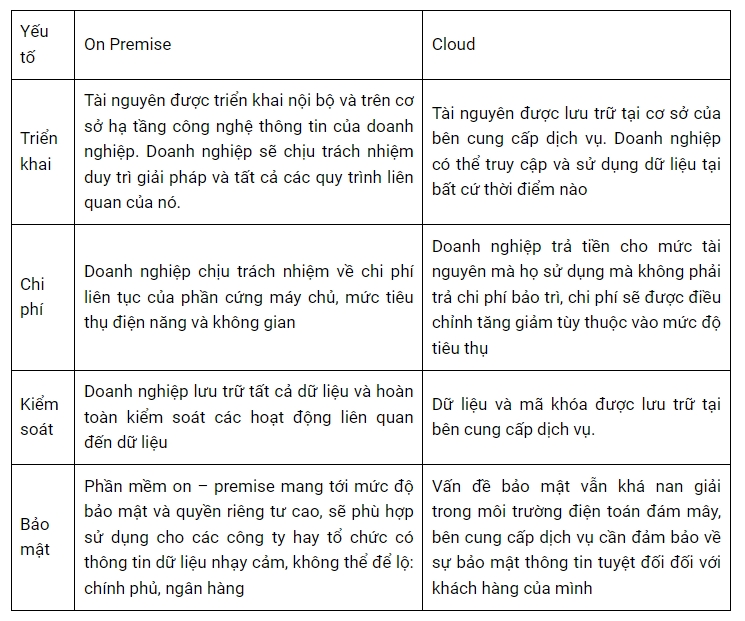 Yếu
tố
On Premise
Cloud
Triển
khai
Tài nguyên được triển khai nội bộ và trên cơ
sở hạ tầng công nghệ thông tin của doanh
nghiệp. Doanh nghiệp sẽ chịu trách nhiệm
duy trì giải pháp và tất cả các quy trình liên
quan của nó.
Tài nguyên được lưu trữ tại cơ sở của
bên cung cấp dịch vụ. Doanh nghiệp
có thể truy cập và sử dụng dữ liệu tại
bất cứ thời điểm nào
Chi
phí
Doanh nghiệp chịu trách nhiệm về chi phí
liên tục của phần cứng máy chủ, mức tiêu
thụ điện năng và không gian
Doanh nghiệp trả tiền cho mức tài
nguyên mà họ sử dụng mà không phải
trả chi phí bảo trì, chi phí sẽ được điều
chỉnh tăng giảm tùy thuộc vào mức độ
tiêu thụ
Kiểm
soát
Doanh nghiệp lưu trữ tất cả dữ liệu và hoàn
toàn kiểm soát các hoạt động liên quan
đến dữ liệu
Dữ liệu và mã khóa được lưu trữ tại
bên cung cấp dịch vụ.
Bảo
mật
Phần mềm on – premise mang tới mức độ
bảo mật và quyền riêng tư cao, sẽ phù hợp
sử dụng cho các công ty hay tổ chức có
thông tin dữ liệu nhạy cảm, không thể để lộ:
chính phủ, ngân hàng
Vấn đề bảo mật vẫn khá nan giải
trong môi trường điện toán đám mây,
bên cung cấp dịch vụ cần đảm bảo về
sự bảo mật thông tin tuyệt đối đối với
khách hàng của mình